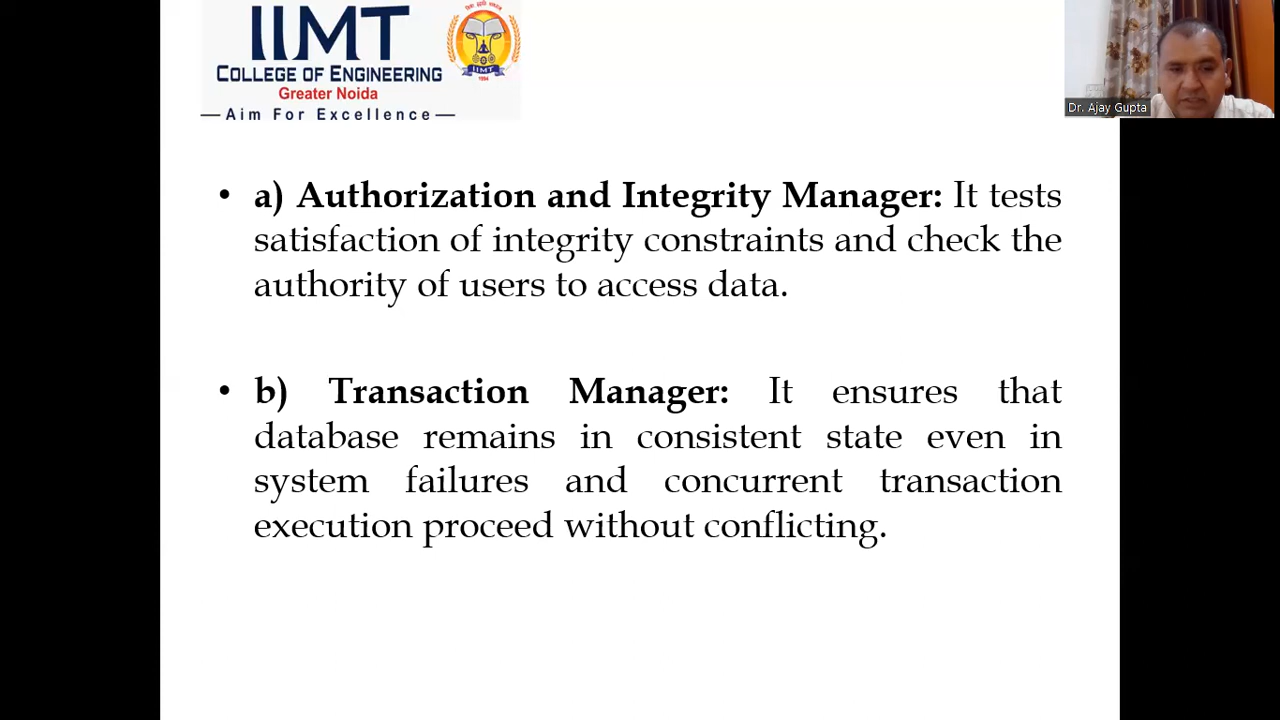 IIMT
COLLEGE OF ENGINEERING
Greater Noida
—Aim For Excellence—
IIMT
1994
Dr. Ajay Gupta
• a) Authorization and Integrity Manager: It tests
satisfaction of integrity constraints and check the
authority of users to access data.
• b) Transaction Manager: It ensures that
database remains in consistent state even in
system failures and concurrent transaction
execution proceed without conflicting.